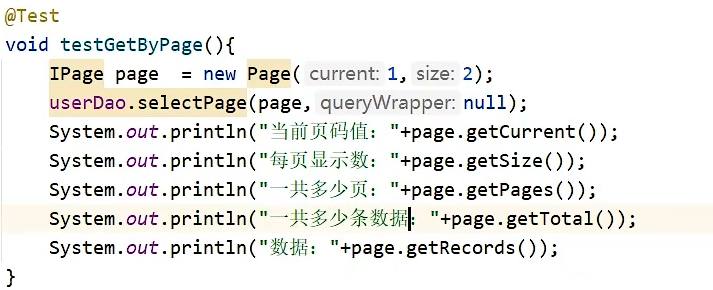 @Test
void testGetByPage(){
IPage page = new Page( current: 1, size: 2);
userDao.selectPage(page, queryWrapper: null);
System.out.println("当前页码值："+page.getCurrent());
System.out.println("每页显示数："+page.getSize());
System.out.println("一共多少页："+page.getPages());
System.out.println("一共多少条数据："+page.getTotal());
System.out.println("数据："+page.getRecords());
}